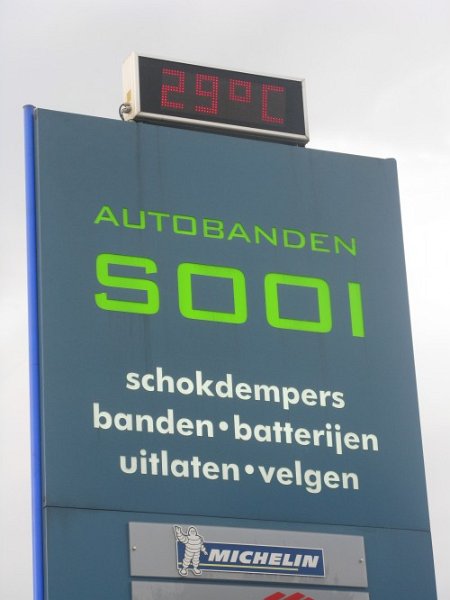 29°C
AUTOBANDEN
SOOI
schokdempers
banden•batterijen
uitlaten•velgen
MICHELIN